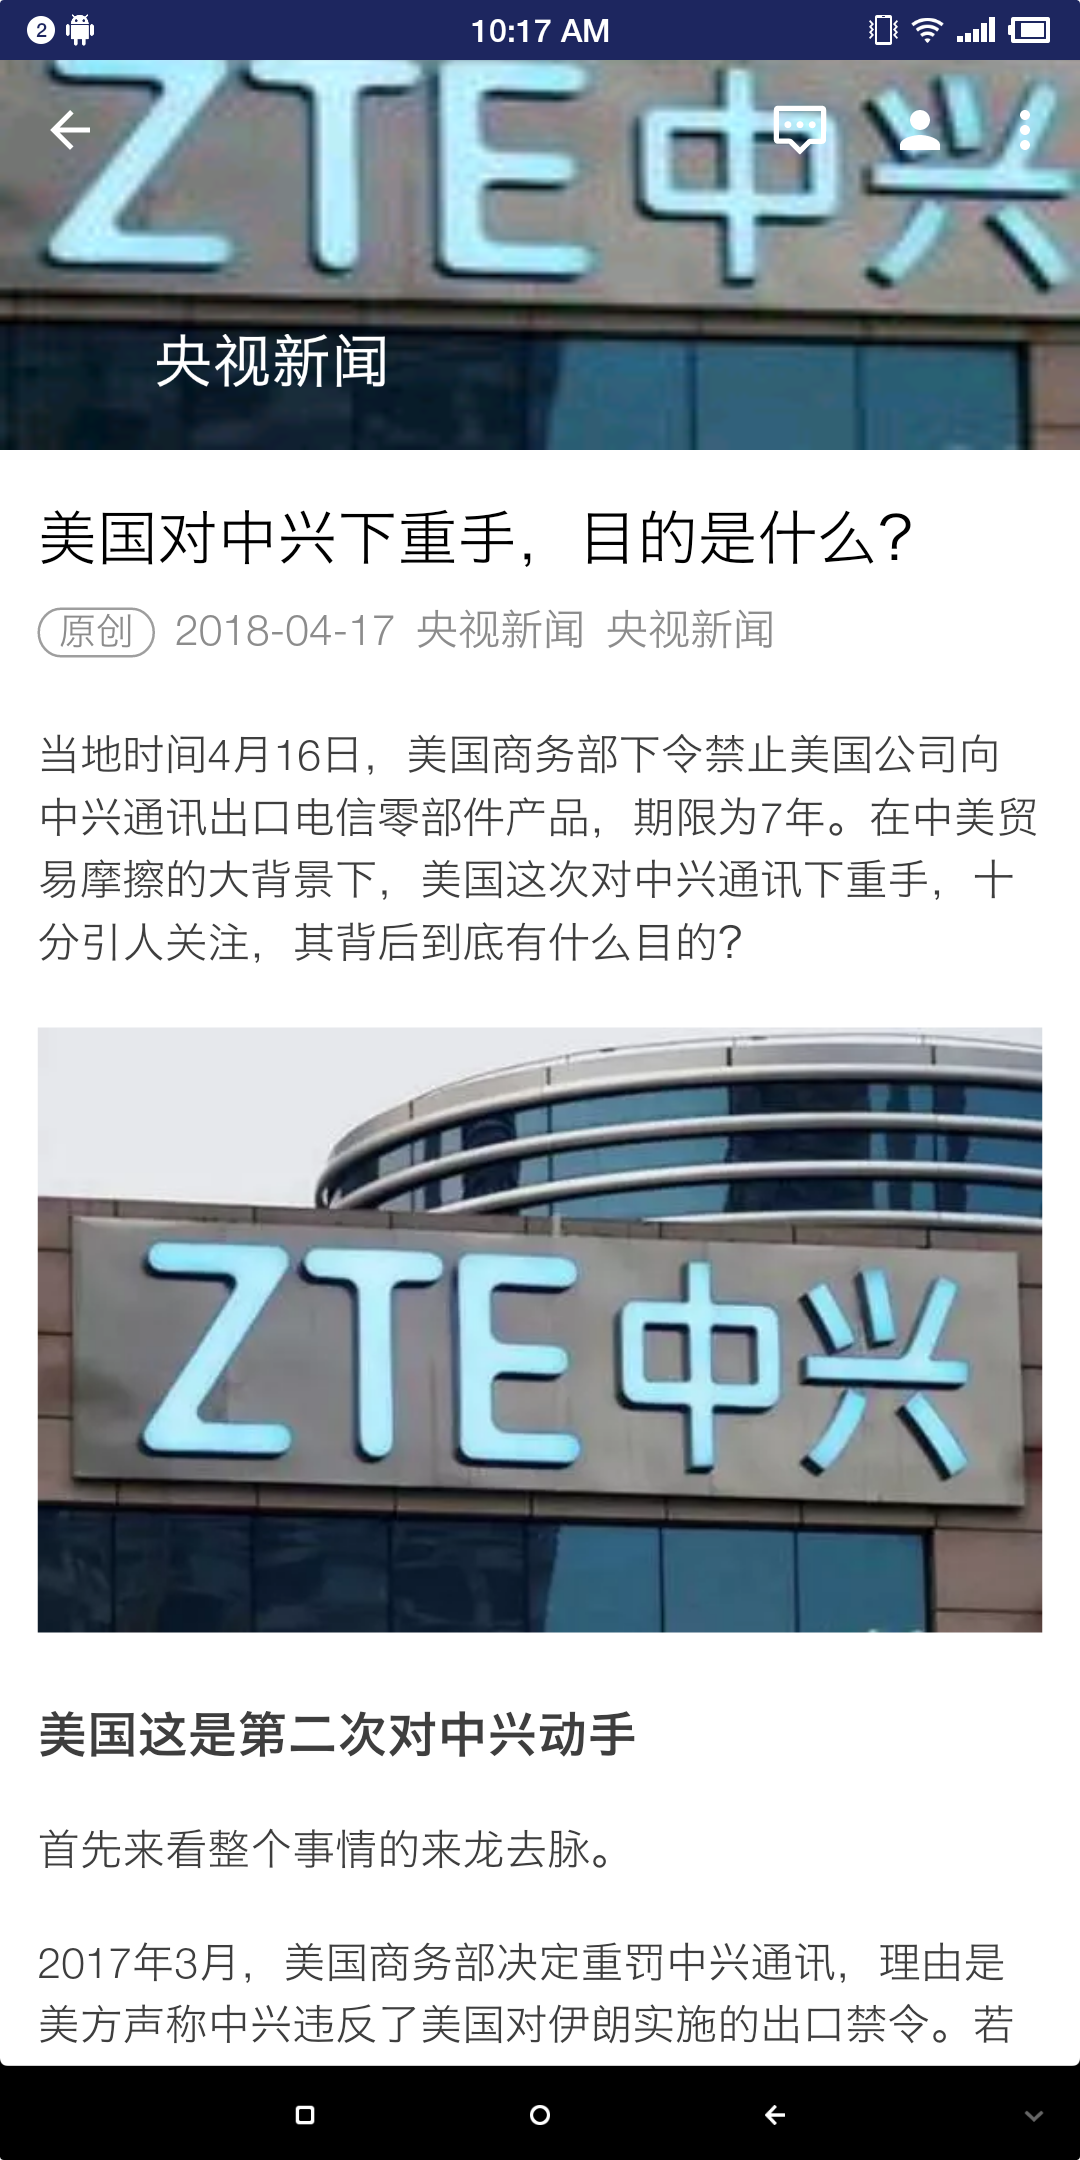 2
10:17 AM
ZTE中兴
央视新闻
美国对中兴下重手，目的是什么？
原创 2018-04-17 央视新闻 央视新闻
当地时间4月16日，美国商务部下令禁止美国公司向
中兴通讯出口电信零部件产品，期限为7年。在中美贸
易摩擦的大背景下，美国这次对中兴通讯下重手，十
分引人关注，其背后到底有什么目的？
ZTE中兴
美国这是第二次对中兴动手
首先来看整个事情的来龙去脉。
2017年3月，美国商务部决定重罚中兴通讯，理由是
美方声称中兴违反了美国对伊朗实施的出口禁令。若